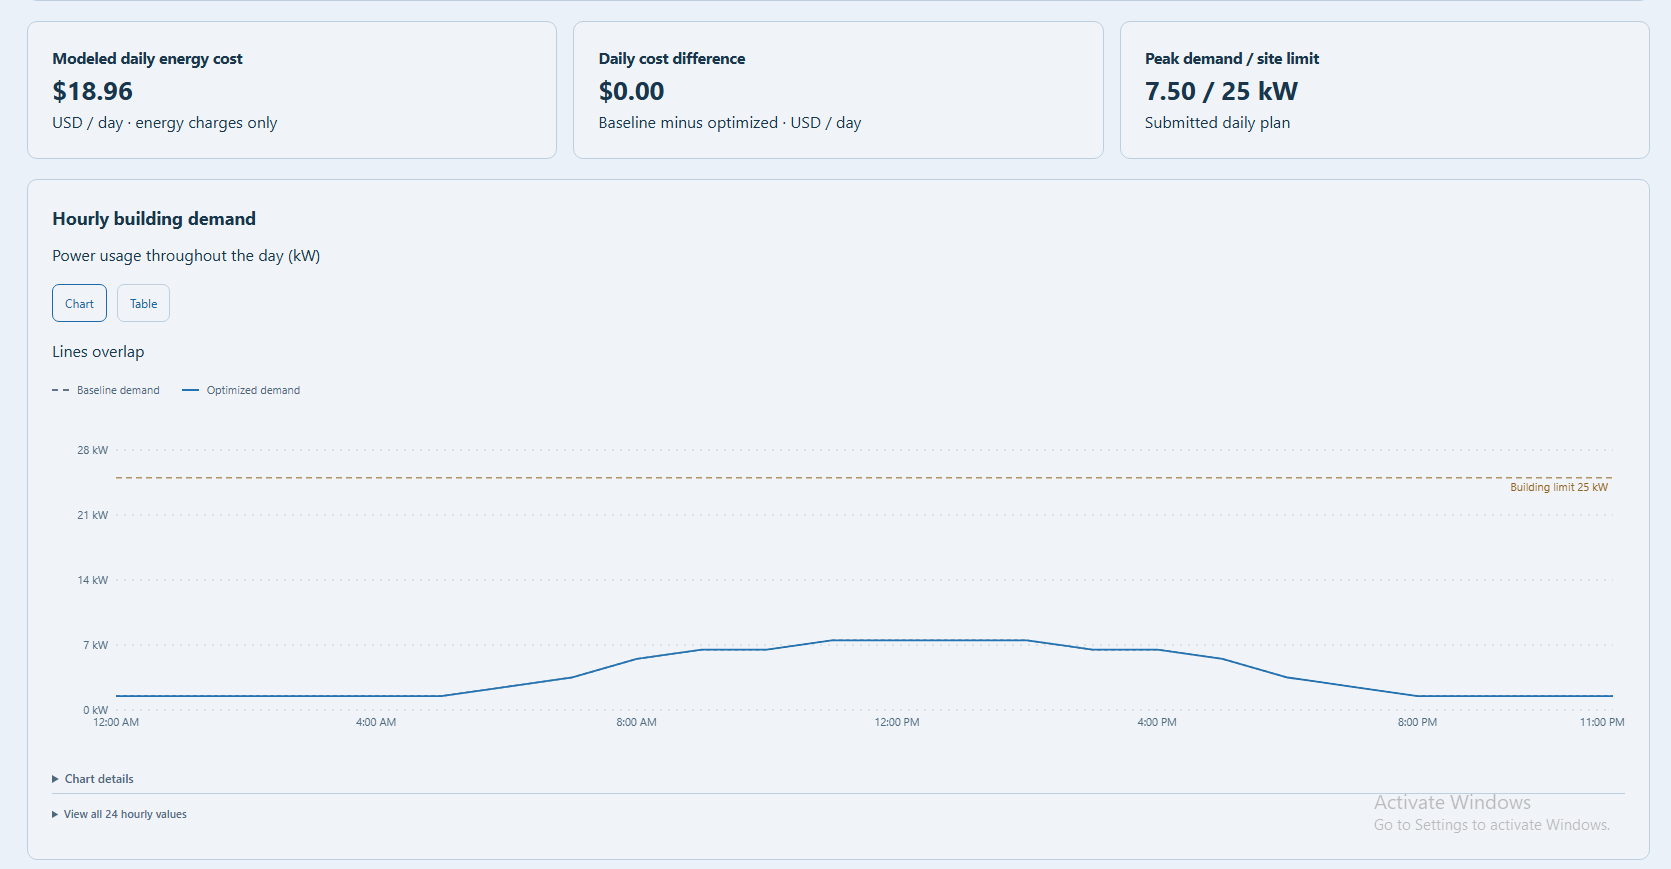 Modeled daily energy cost
$18.96
USD / day · energy charges only
Daily cost difference
$0.00
Baseline minus optimized · USD / day
Peak demand / site limit
7.50 / 25 kW
Submitted daily plan
Hourly building demand
Power usage throughout the day (kW)
Chart
Table
Lines overlap
Baseline demand
Optimized demand
28 kW
Building limit 25 kW
21 kW
14 kW
7 kW
0 kW
12:00 AM
4:00 AM
8:00 AM
12:00 PM
4:00 PM
8:00 PM
11:00 PM
Chart details
View all 24 hourly values
Activate Windows
Go to Settings to activate Windows.